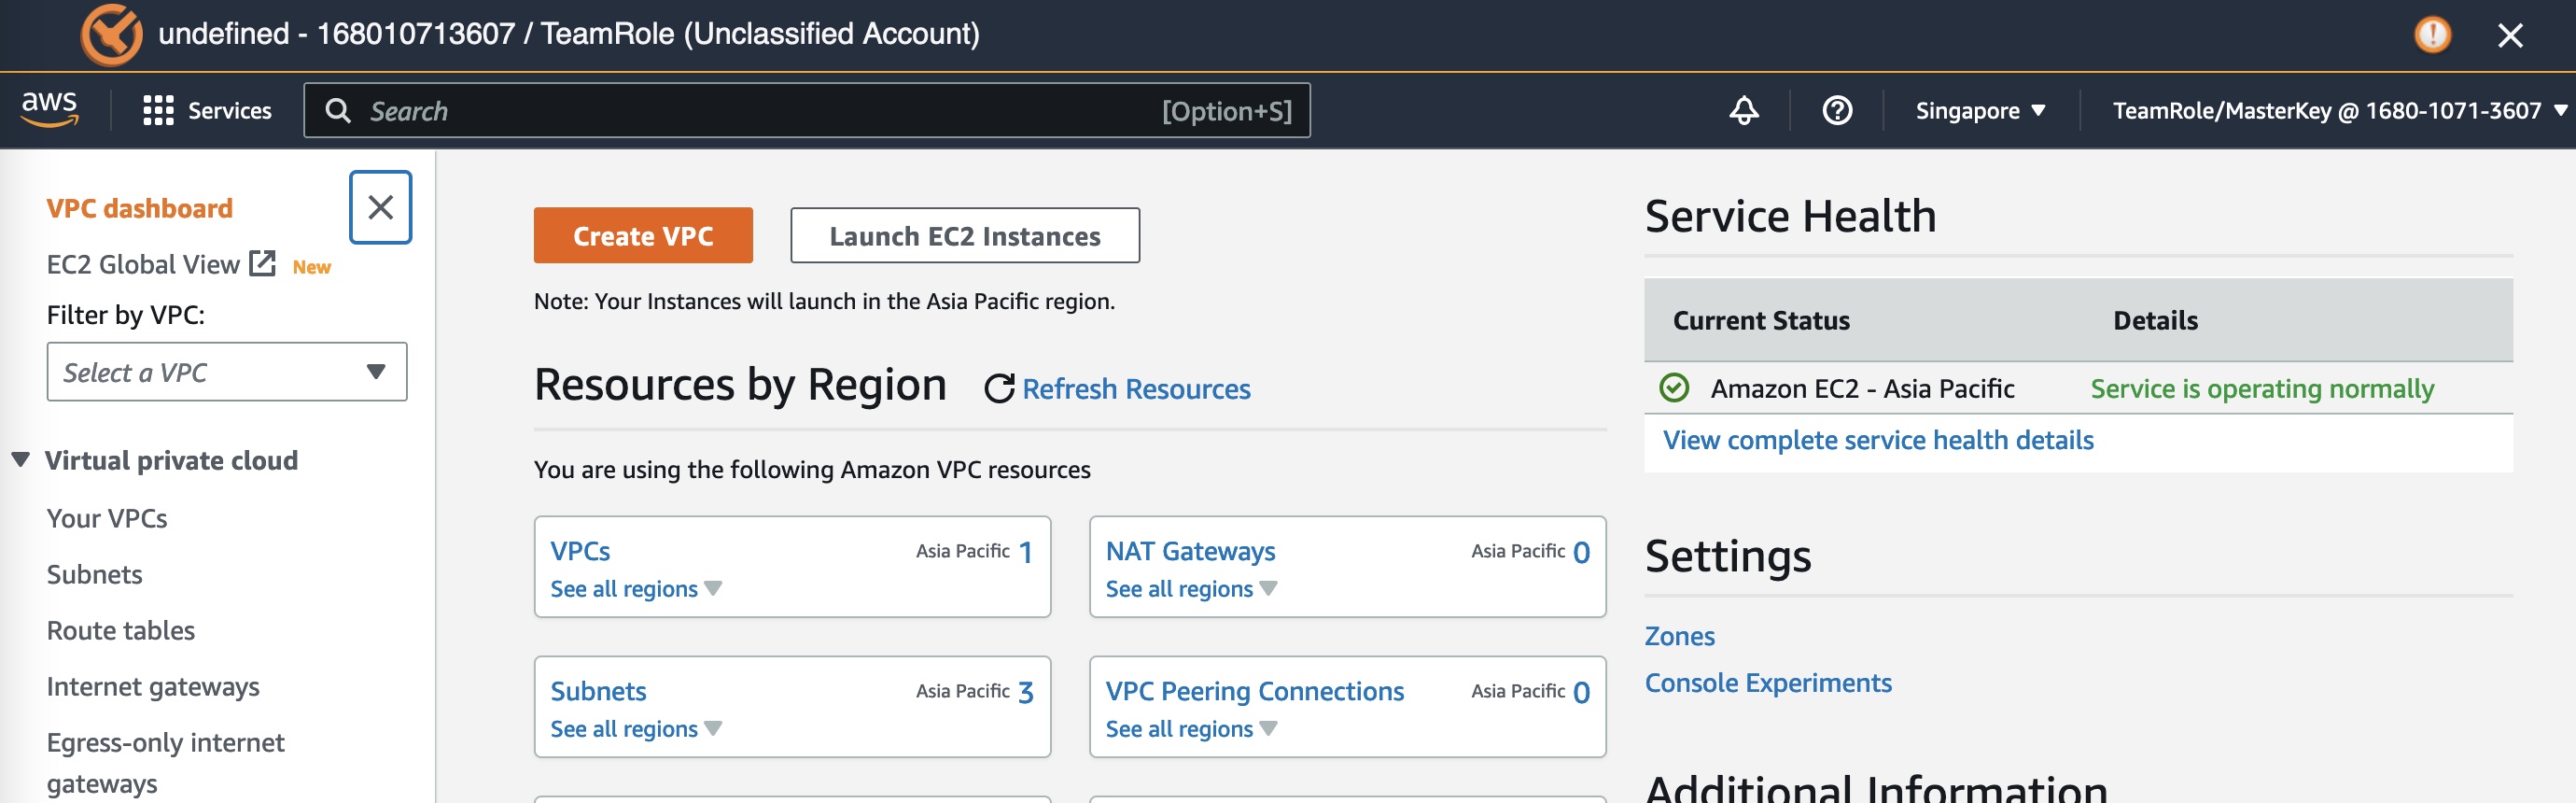 undefined - 168010713607 / TeamRole (Unclassified Account)
aws
Services
Search
[Option+S]
Singapore
TeamRole/MasterKey @ 1680-1071-3607
VPC dashboard
EC2 Global View
New
Filter by VPC:
Select a VPC
Virtual private cloud
Your VPCs
Subnets
Route tables
Internet gateways
Egress-only internet
gateways
Create VPC
Launch EC2 Instances
Note: Your Instances will launch in the Asia Pacific region.
Resources by Region
Refresh Resources
You are using the following Amazon VPC resources
VPCs
Asia Pacific 1
See all regions
NAT Gateways
Asia Pacific 0
See all regions
Subnets
Asia Pacific 3
See all regions
VPC Peering Connections
Asia Pacific 0
See all regions
Service Health
Current Status
Details
Amazon EC2 - Asia Pacific
Service is operating normally
View complete service health details
Settings
Zones
Console Experiments
Additional Information